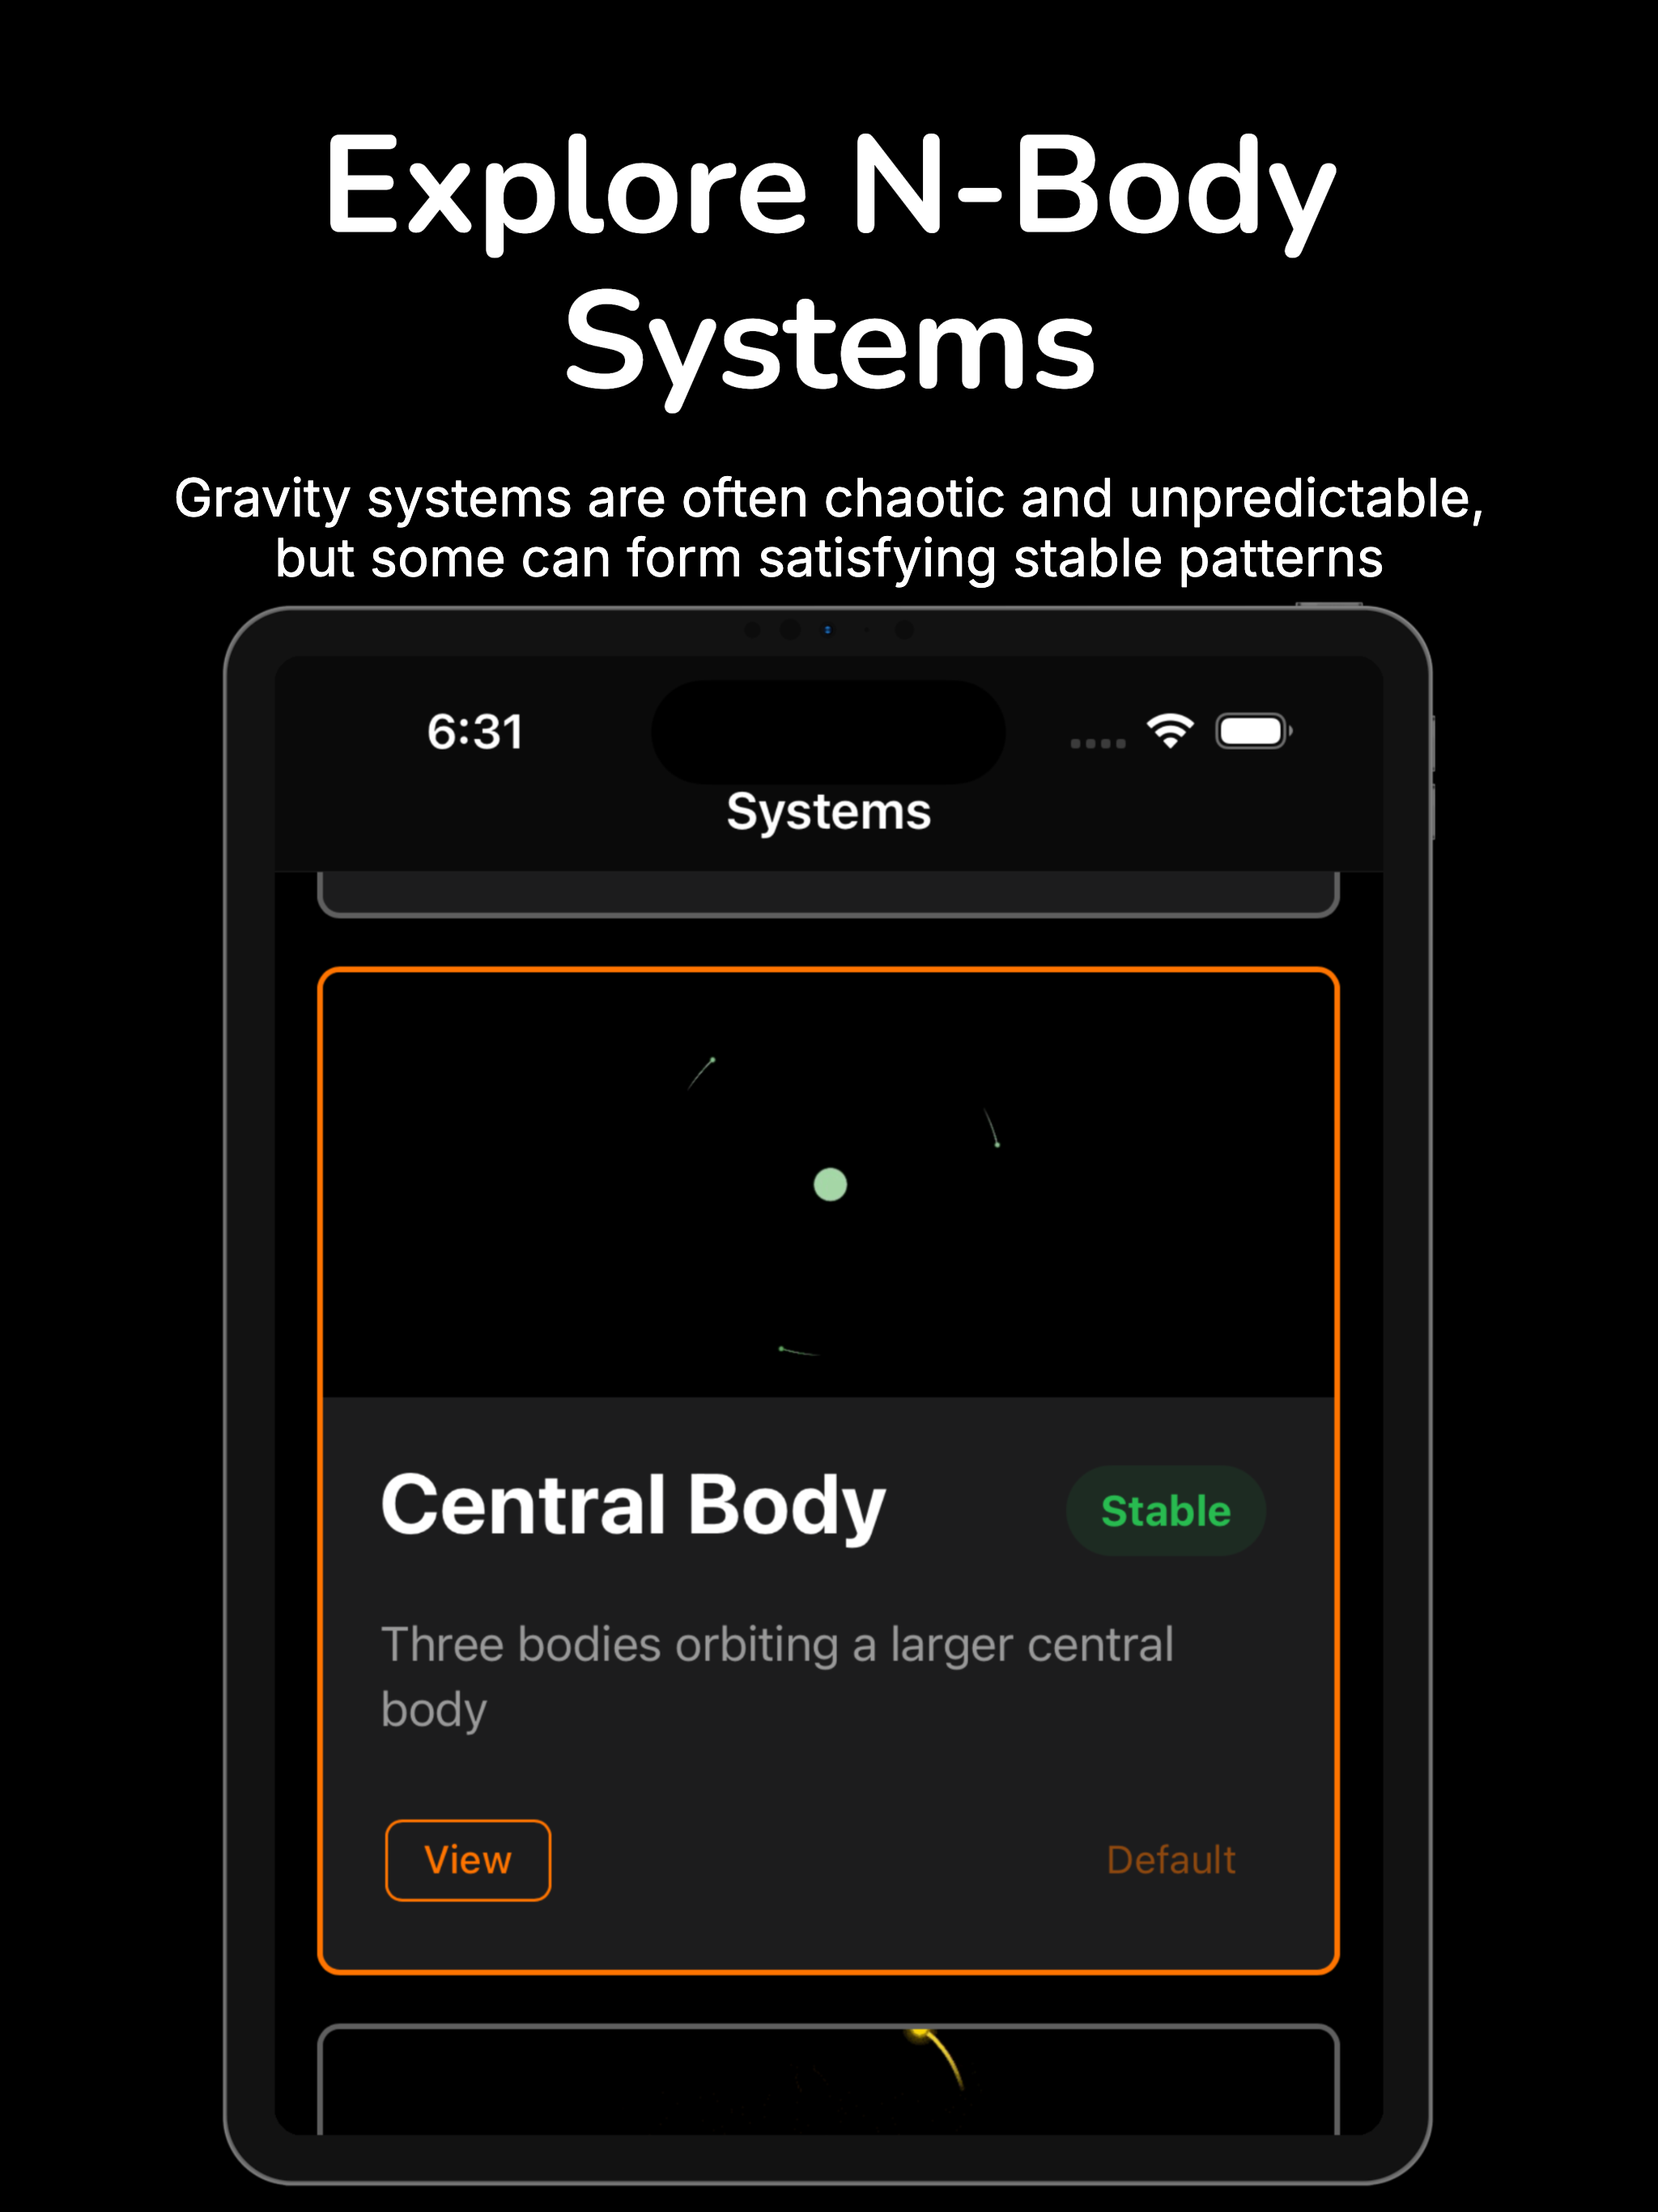 Explore N-Body
Systems
Gravity systems are often chaotic and unpredictable,
but some can form satisfying stable patterns
6:31
Systems
Central Body
Stable
Three bodies orbiting a larger central
body
View
Default